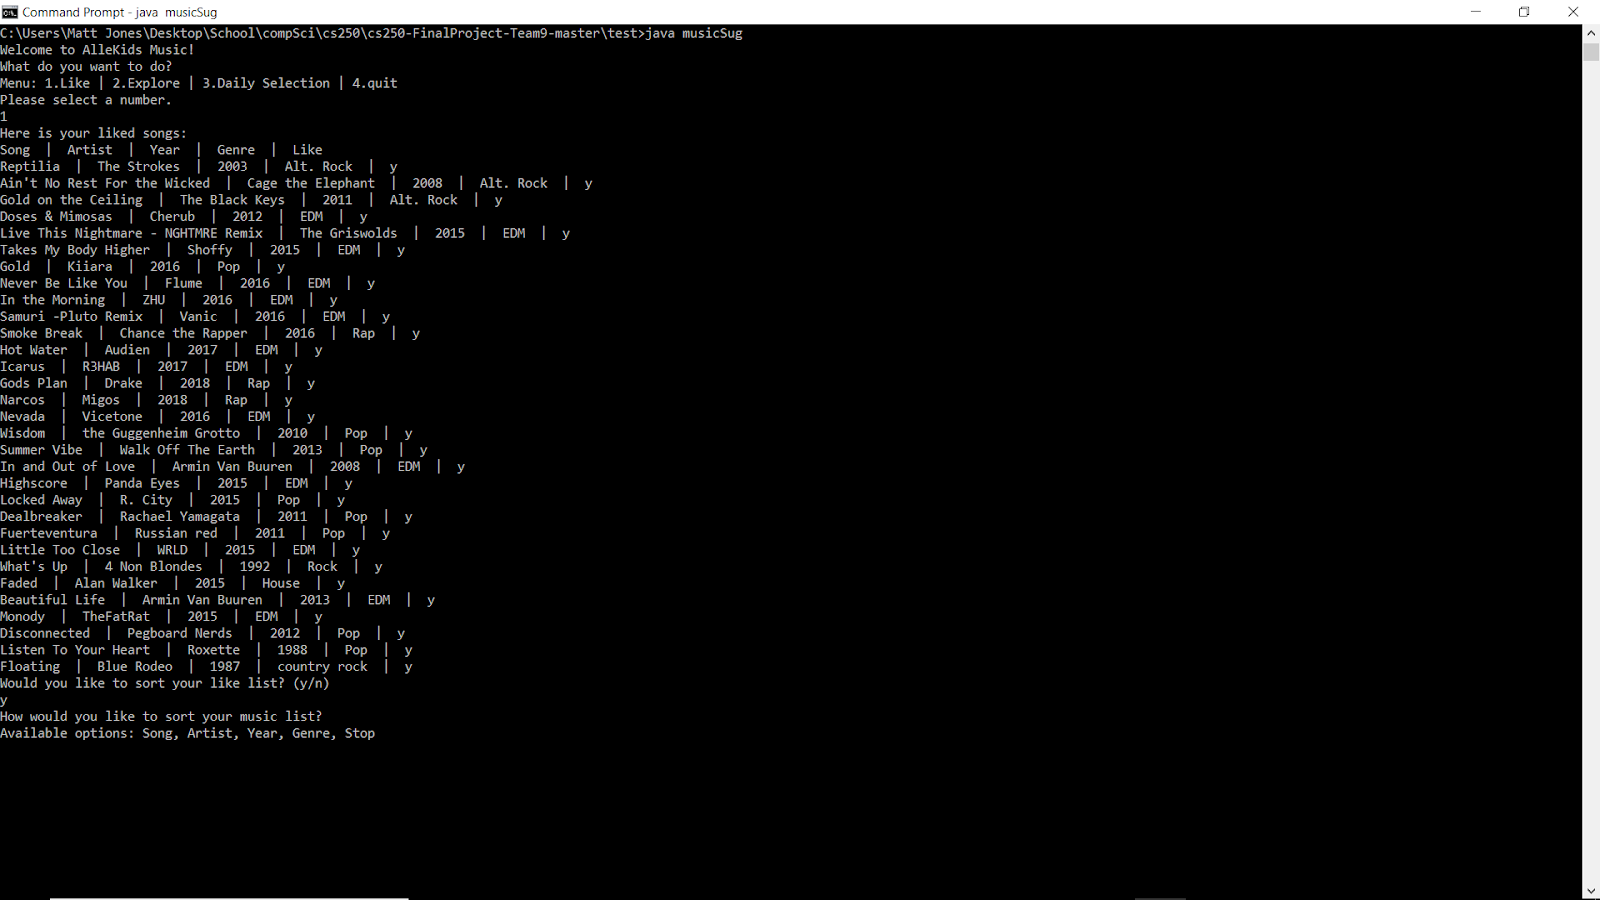 Command Prompt - java  musicSug
C:\Users\Matt Jones\Desktop\School\compSci\cs250\cs250-FinalProject-Team9-master\test>java musicSug
Welcome to AlleKids Music!
What do you want to do?
Menu: 1.Like | 2.Explore | 3.Daily Selection | 4.quit
Please select a number.
1
Here is your liked songs:
Song  |  Artist  |  Year  |  Genre  |  Like
Reptilia  |  The Strokes  |  2003  |  Alt. Rock  |  y
Ain't No Rest For the Wicked  |  Cage the Elephant  |  2008  |  Alt. Rock  |  y
Gold on the Ceiling  |  The Black Keys  |  2011  |  Alt. Rock  |  y
Doses & Mimosas  |  Cherub  |  2012  |  EDM  |  y
Live This Nightmare - NGHTMRE Remix  |  The Griswolds  |  2015  |  EDM  |  y
Takes My Body Higher  |  Shoffy  |  2015  |  EDM  |  y
Gold  |  Kiiara  |  2016  |  Pop  |  y
Never Be Like You  |  Flume  |  2016  |  EDM  |  y
In the Morning  |  ZHU  |  2016  |  EDM  |  y
Samuri -Pluto Remix  |  Vanic  |  2016  |  EDM  |  y
Smoke Break  |  Chance the Rapper  |  2016  |  Rap  |  y
Hot Water  |  Audien  |  2017  |  EDM  |  y
Icarus  |  R3HAB  |  2017  |  EDM  |  y
Gods Plan  |  Drake  |  2018  |  Rap  |  y
Narcos  |  Migos  |  2018  |  Rap  |  y
Nevada  |  Vicetone  |  2016  |  EDM  |  y
Wisdom  |  the Guggenheim Grotto  |  2010  |  Pop  |  y
Summer Vibe  |  Walk Off The Earth  |  2013  |  Pop  |  y
In and Out of Love  |  Armin Van Buuren  |  2008  |  EDM  |  y
Highscore  |  Panda Eyes  |  2015  |  EDM  |  y
Locked Away  |  R. City  |  2015  |  Pop  |  y
Dealbreaker  |  Rachael Yamagata  |  2011  |  Pop  |  y
Fuerteventura  |  Russian red  |  2011  |  Pop  |  y
Little Too Close  |  WRLD  |  2015  |  EDM  |  y
What's Up  |  4 Non Blondes  |  1992  |  Rock  |  y
Faded  |  Alan Walker  |  2015  |  House  |  y
Beautiful Life  |  Armin Van Buuren  |  2013  |  EDM  |  y
Monody  |  TheFatRat  |  2015  |  EDM  |  y
Disconnected  |  Pegboard Nerds  |  2012  |  Pop  |  y
Listen To Your Heart  |  Roxette  |  1988  |  Pop  |  y
Floating  |  Blue Rodeo  |  1987  |  country rock  |  y
Would you like to sort your like list? (y/n)
y
How would you like to sort your music list?
Available options: Song, Artist, Year, Genre, Stop